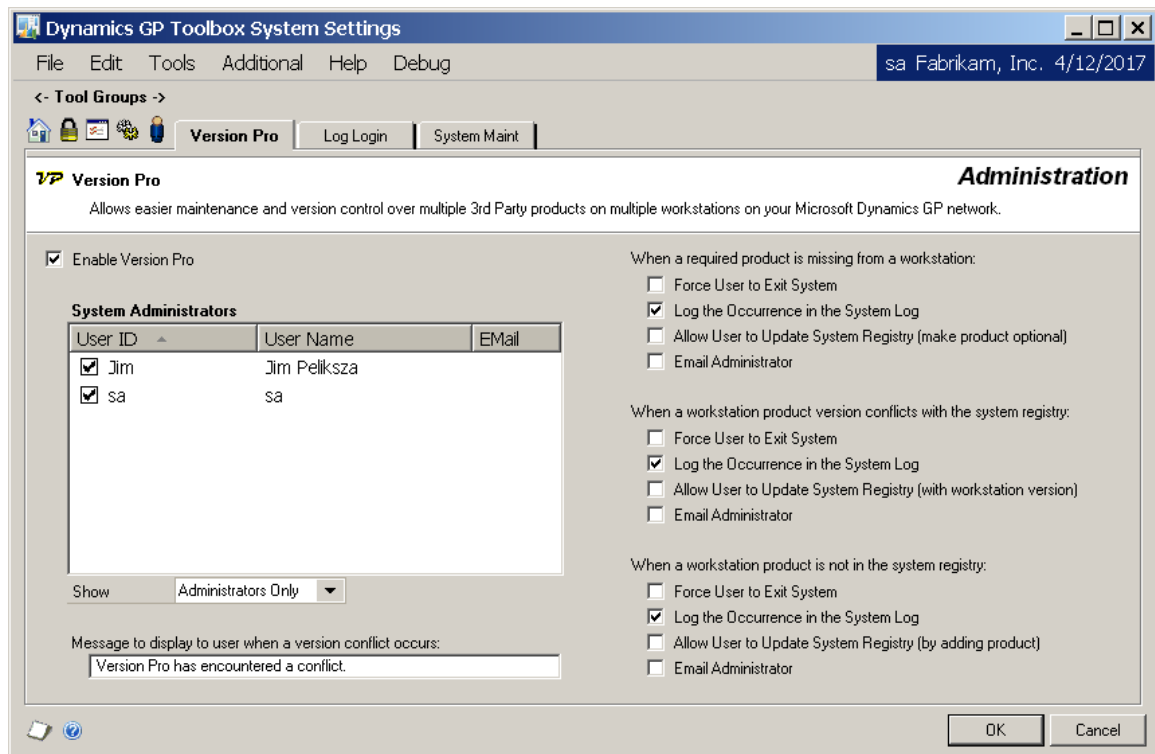 Dynamics GP Toolbox System Settings
File Edit Tools Additional Help Debug sa Fabrikam, Inc. 4/12/2017
<- Tool Groups ->
Version Pro Log Login System Maint
VP Version Pro Administration
Allows easier maintenance and version control over multiple 3rd Party products on multiple workstations on your Microsoft Dynamics GP network.
Enable Version Pro
System Administrators
User ID User Name EMail
Jim Jim Peliksza
sa sa
Show Administrators Only
Message to display to user when a version conflict occurs:
Version Pro has encountered a conflict.
When a required product is missing from a workstation:
Force User to Exit System
Log the Occurrence in the System Log
Allow User to Update System Registry (make product optional)
Email Administrator
When a workstation product version conflicts with the system registry:
Force User to Exit System
Log the Occurrence in the System Log
Allow User to Update System Registry (with workstation version)
Email Administrator
When a workstation product is not in the system registry:
Force User to Exit System
Log the Occurrence in the System Log
Allow User to Update System Registry (by adding product)
Email Administrator
OK Cancel